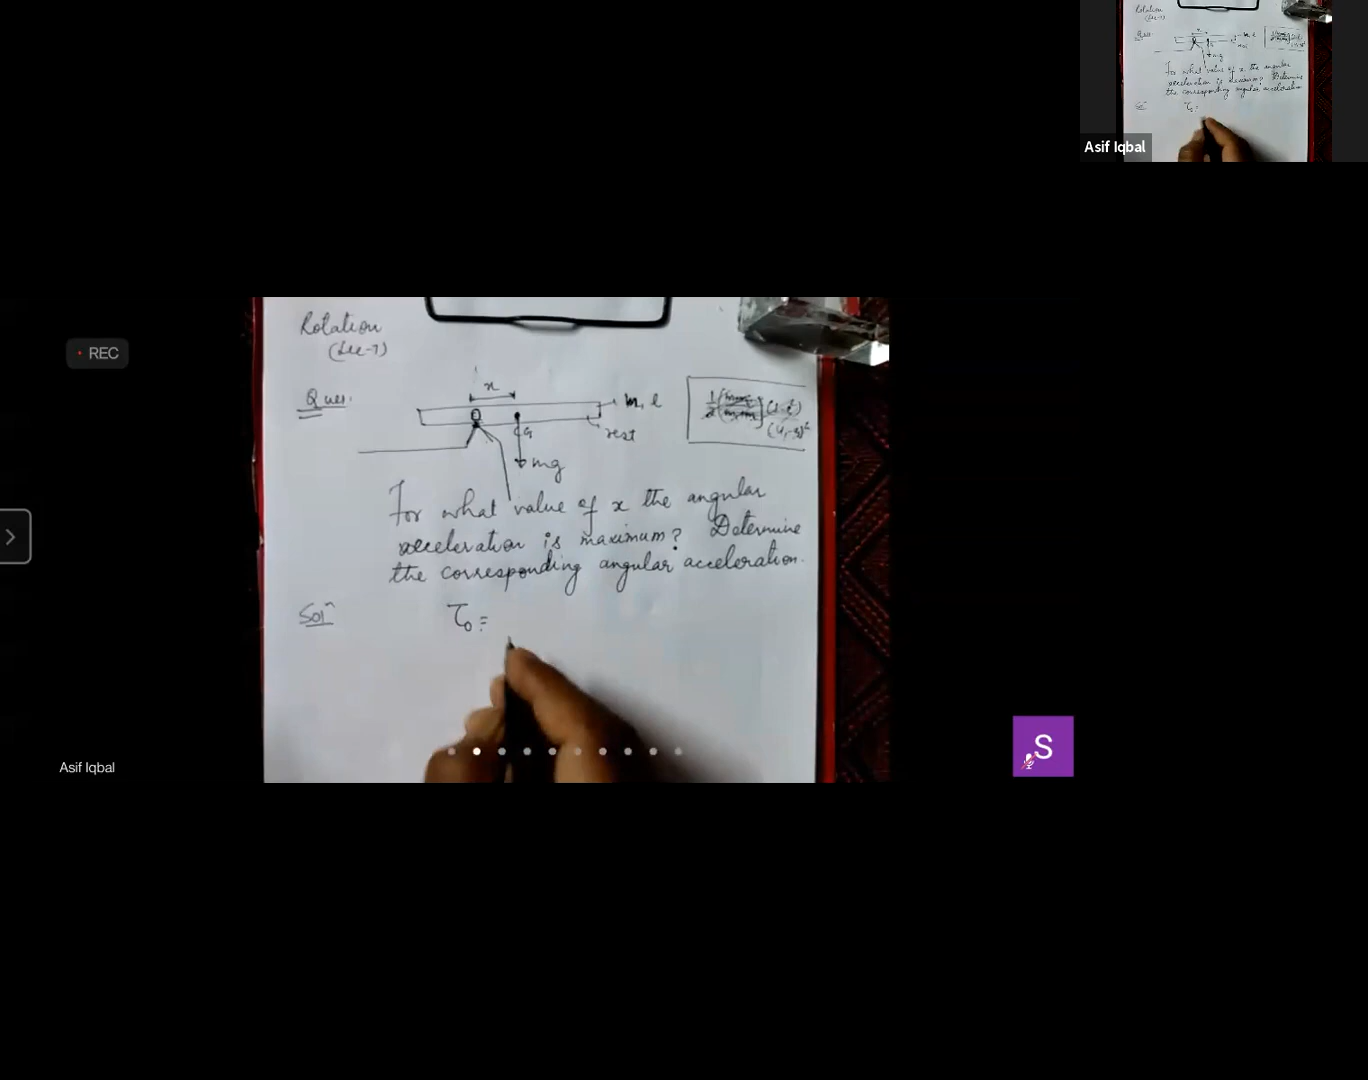 Rotation
(Lec-7)
Ques.
x
m, l
G
rest
mg
For what value of x the angular
acceleration is maximum? Determine
the corresponding angular acceleration.
Solⁿ
τ₀ =
REC
Asif Iqbal
S
Asif Iqbal